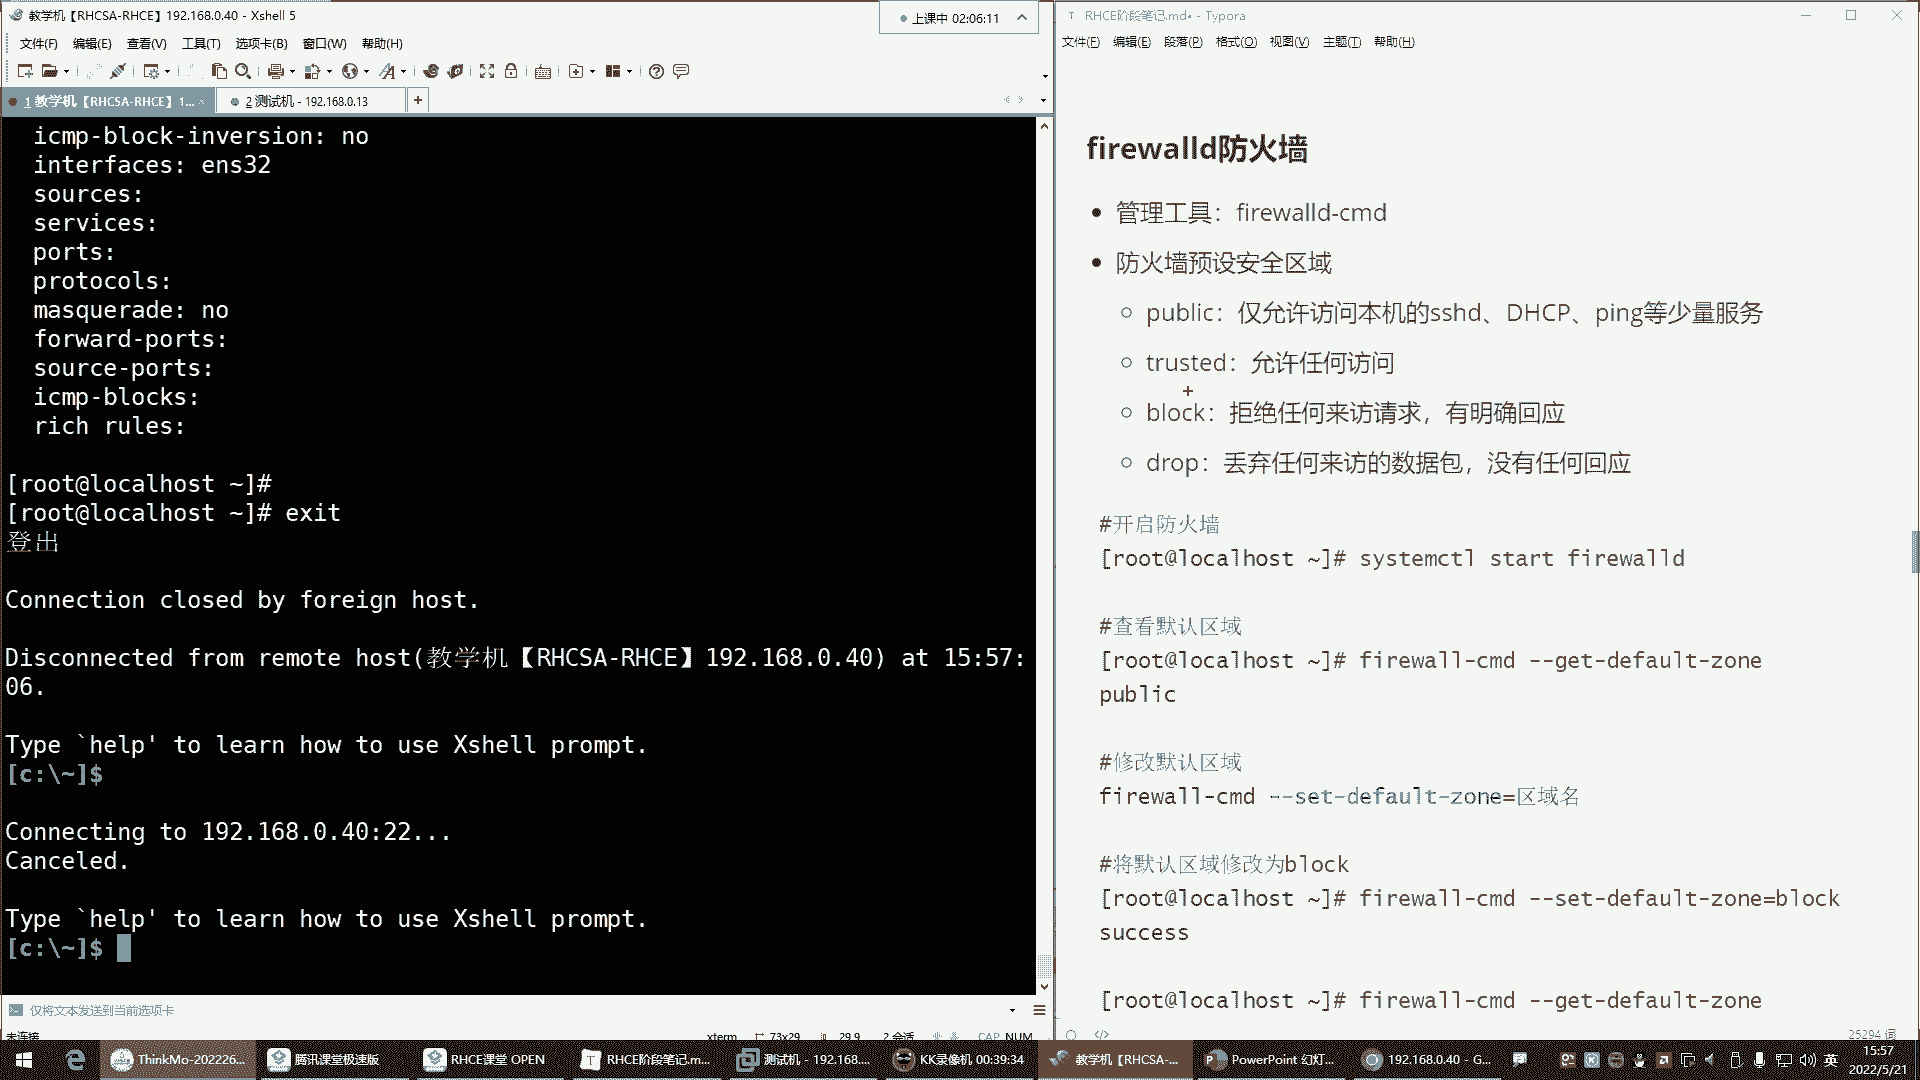 教学机【RHCSA-RHCE】192.168.0.40 - Xshell 5
上课中 02:06:11
文件(F) 编辑(E) 查看(V) 工具(T) 选项卡(B) 窗口(W) 帮助(H)
1 教学机【RHCSA-RHCE】1...
2 测试机 - 192.168.0.13
icmp-block-inversion: no
interfaces: ens32
sources:
services:
ports:
protocols:
masquerade: no
forward-ports:
source-ports:
icmp-blocks:
rich rules:
[root@localhost ~]#
[root@localhost ~]# exit
登出
Connection closed by foreign host.
Disconnected from remote host(教学机【RHCSA-RHCE】192.168.0.40) at 15:57:
06.
Type `help' to learn how to use Xshell prompt.
[c:\~]$
Connecting to 192.168.0.40:22...
Canceled.
Type `help' to learn how to use Xshell prompt.
[c:\~]$
仅将文本发送到当前选项卡
未连接
xterm 73x29 29,9 2 会话 CAP NUM
RHCE阶段笔记.md• - Typora
文件(F) 编辑(E) 段落(P) 格式(O) 视图(V) 主题(T) 帮助(H)
firewalld防火墙
管理工具：firewalld-cmd
防火墙预设安全区域
public：仅允许访问本机的sshd、DHCP、ping等少量服务
trusted：允许任何访问
block：拒绝任何来访请求，有明确回应
drop：丢弃任何来访的数据包，没有任何回应
#开启防火墙
[root@localhost ~]# systemctl start firewalld
#查看默认区域
[root@localhost ~]# firewall-cmd --get-default-zone
public
#修改默认区域
firewall-cmd --set-default-zone=区域名
#将默认区域修改为block
[root@localhost ~]# firewall-cmd --set-default-zone=block
success
[root@localhost ~]# firewall-cmd --get-default-zone
25294 词
ThinkMo-202226...
腾讯课堂极速版
RHCE课堂 OPEN
RHCE阶段笔记.m...
测试机 - 192.168....
KK录像机 00:39:34
教学机【RHCSA-...
PowerPoint 幻灯...
192.168.0.40 - G...
英
15:57
2022/5/21